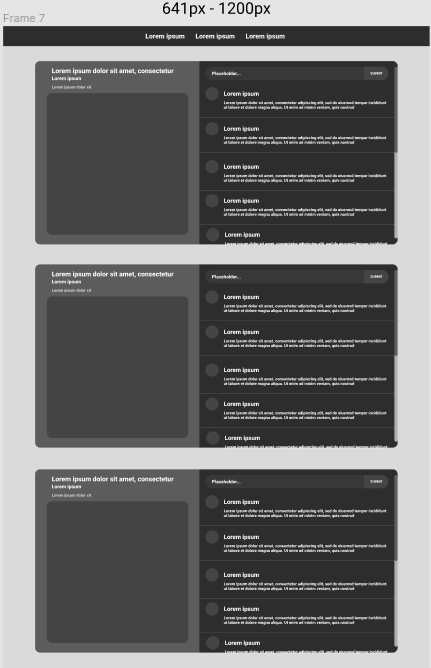 641px - 1200px
Frame 7
Lorem ipsum Lorem ipsum Lorem ipsum
Lorem ipsum dolor sit amet, consectetur
Lorem ipsum
Lorem ipsum dolor sit
Placeholder... SUBMIT
Lorem ipsum
Lorem ipsum dolor sit amet, consectetur adipiscing elit, sed do eiusmod tempor incididunt
ut labore et dolore magna aliqua. Ut enim ad minim veniam, quis nostrud
Lorem ipsum
Lorem ipsum dolor sit amet, consectetur adipiscing elit, sed do eiusmod tempor incididunt
ut labore et dolore magna aliqua. Ut enim ad minim veniam, quis nostrud
Lorem ipsum
Lorem ipsum dolor sit amet, consectetur adipiscing elit, sed do eiusmod tempor incididunt
ut labore et dolore magna aliqua. Ut enim ad minim veniam, quis nostrud
Lorem ipsum
Lorem ipsum dolor sit amet, consectetur adipiscing elit, sed do eiusmod tempor incididunt
ut labore et dolore magna aliqua. Ut enim ad minim veniam, quis nostrud
Lorem ipsum
Lorem ipsum dolor sit amet, consectetur
Lorem ipsum
Lorem ipsum dolor sit
Placeholder... SUBMIT
Lorem ipsum
Lorem ipsum dolor sit amet, consectetur adipiscing elit, sed do eiusmod tempor incididunt
ut labore et dolore magna aliqua. Ut enim ad minim veniam, quis nostrud
Lorem ipsum
Lorem ipsum dolor sit amet, consectetur adipiscing elit, sed do eiusmod tempor incididunt
ut labore et dolore magna aliqua. Ut enim ad minim veniam, quis nostrud
Lorem ipsum
Lorem ipsum dolor sit amet, consectetur adipiscing elit, sed do eiusmod tempor incididunt
ut labore et dolore magna aliqua. Ut enim ad minim veniam, quis nostrud
Lorem ipsum
Lorem ipsum dolor sit amet, consectetur adipiscing elit, sed do eiusmod tempor incididunt
ut labore et dolore magna aliqua. Ut enim ad minim veniam, quis nostrud
Lorem ipsum
Lorem ipsum dolor sit amet, consectetur
Lorem ipsum
Lorem ipsum dolor sit
Placeholder... SUBMIT
Lorem ipsum
Lorem ipsum dolor sit amet, consectetur adipiscing elit, sed do eiusmod tempor incididunt
ut labore et dolore magna aliqua. Ut enim ad minim veniam, quis nostrud
Lorem ipsum
Lorem ipsum dolor sit amet, consectetur adipiscing elit, sed do eiusmod tempor incididunt
ut labore et dolore magna aliqua. Ut enim ad minim veniam, quis nostrud
Lorem ipsum
Lorem ipsum dolor sit amet, consectetur adipiscing elit, sed do eiusmod tempor incididunt
ut labore et dolore magna aliqua. Ut enim ad minim veniam, quis nostrud
Lorem ipsum
Lorem ipsum dolor sit amet, consectetur adipiscing elit, sed do eiusmod tempor incididunt
ut labore et dolore magna aliqua. Ut enim ad minim veniam, quis nostrud
Lorem ipsum